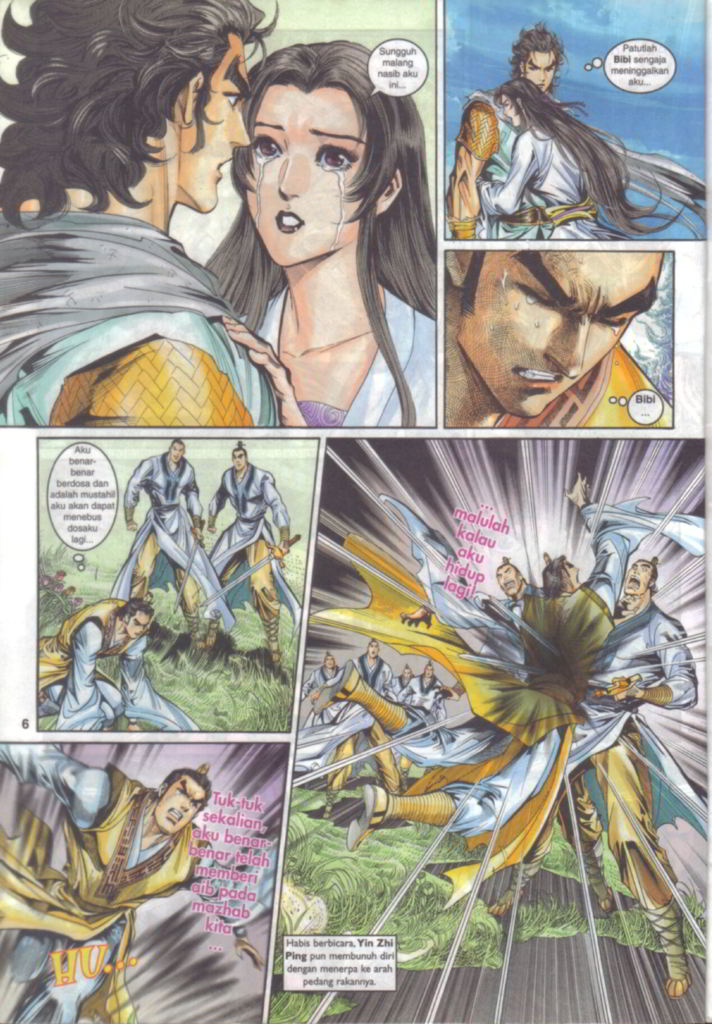 Sungguh
malang
nasib aku
ini...
Patutlah
Bibi sengaja
meninggalkan
aku...
Bibi
...
Aku
benar-
benar
berdosa dan
adalah mustahil
aku akan dapat
menebus
dosaku
lagi...
...
malulah
kalau
aku
hidup
lagi!
6
Tuk-tuk
sekalian,
aku benar-
benar telah
memberi
aib pada
mazhab
kita
...
HU...
Habis berbicara, Yin Zhi
Ping pun membunuh diri
dengan menerpa ke arah
pedang rakannya.